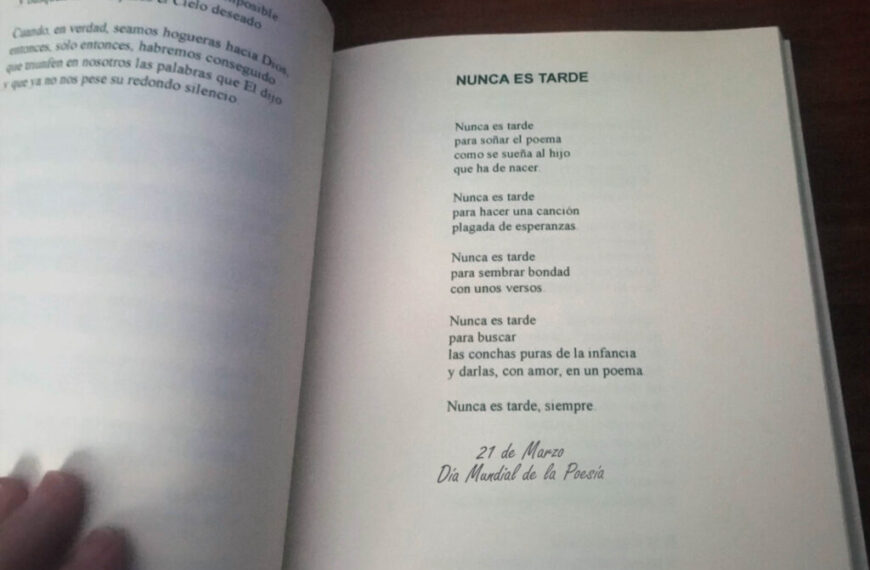 imposible
el Cielo deseado
Cuando, en verdad, seamos hogueras hacia Dios,
entonces, sólo entonces, habremos conseguido
que triunfen en nosotros las palabras que El dijo
y que ya no nos pese su redondo silencio.
NUNCA ES TARDE
Nunca es tarde
para soñar el poema
como se sueña al hijo
que ha de nacer.
Nunca es tarde
para hacer una canción
plagada de esperanzas.
Nunca es tarde
para sembrar bondad
con unos versos.
Nunca es tarde
para buscar
las conchas puras de la infancia
y darlas, con amor, en un poema.
Nunca es tarde, siempre.
21 de Marzo
Día Mundial de la Poesía